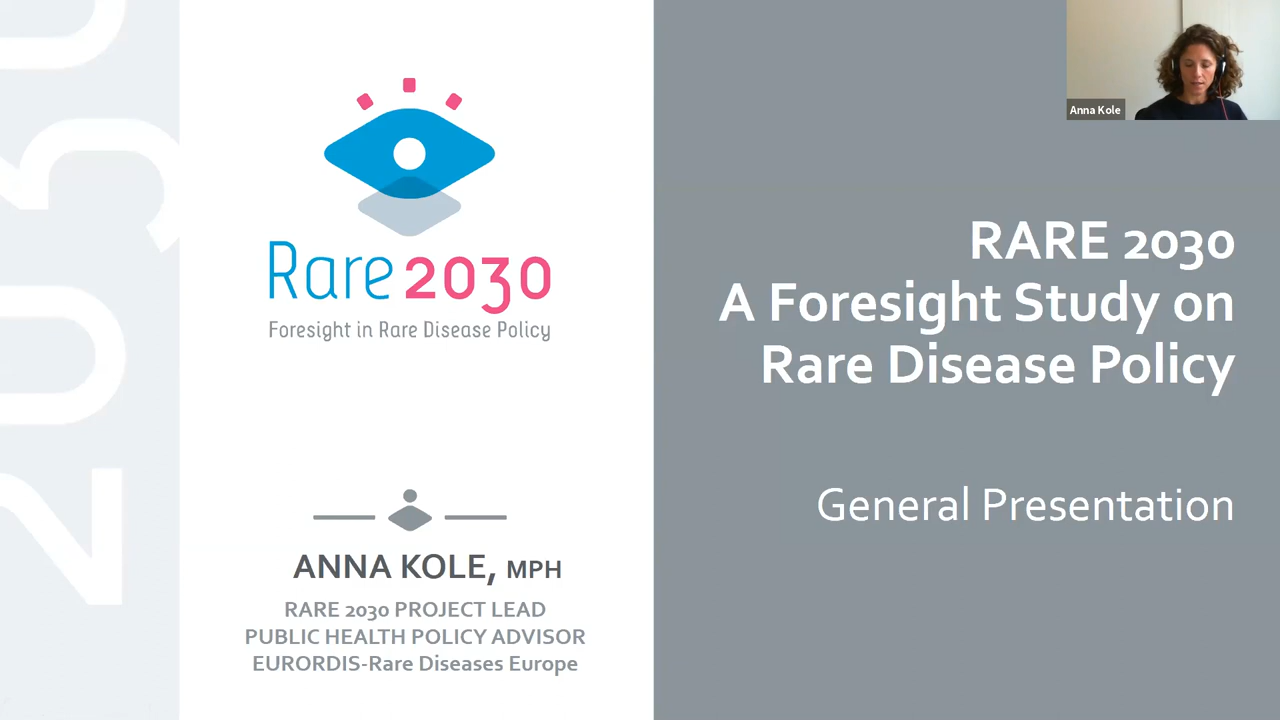 2030
Rare 2030
Foresight in Rare Disease Policy
ANNA KOLE, MPH
RARE 2030 PROJECT LEAD
PUBLIC HEALTH POLICY ADVISOR
EURORDIS-Rare Diseases Europe
Anna Kole
RARE 2030
A Foresight Study on
Rare Disease Policy
General Presentation